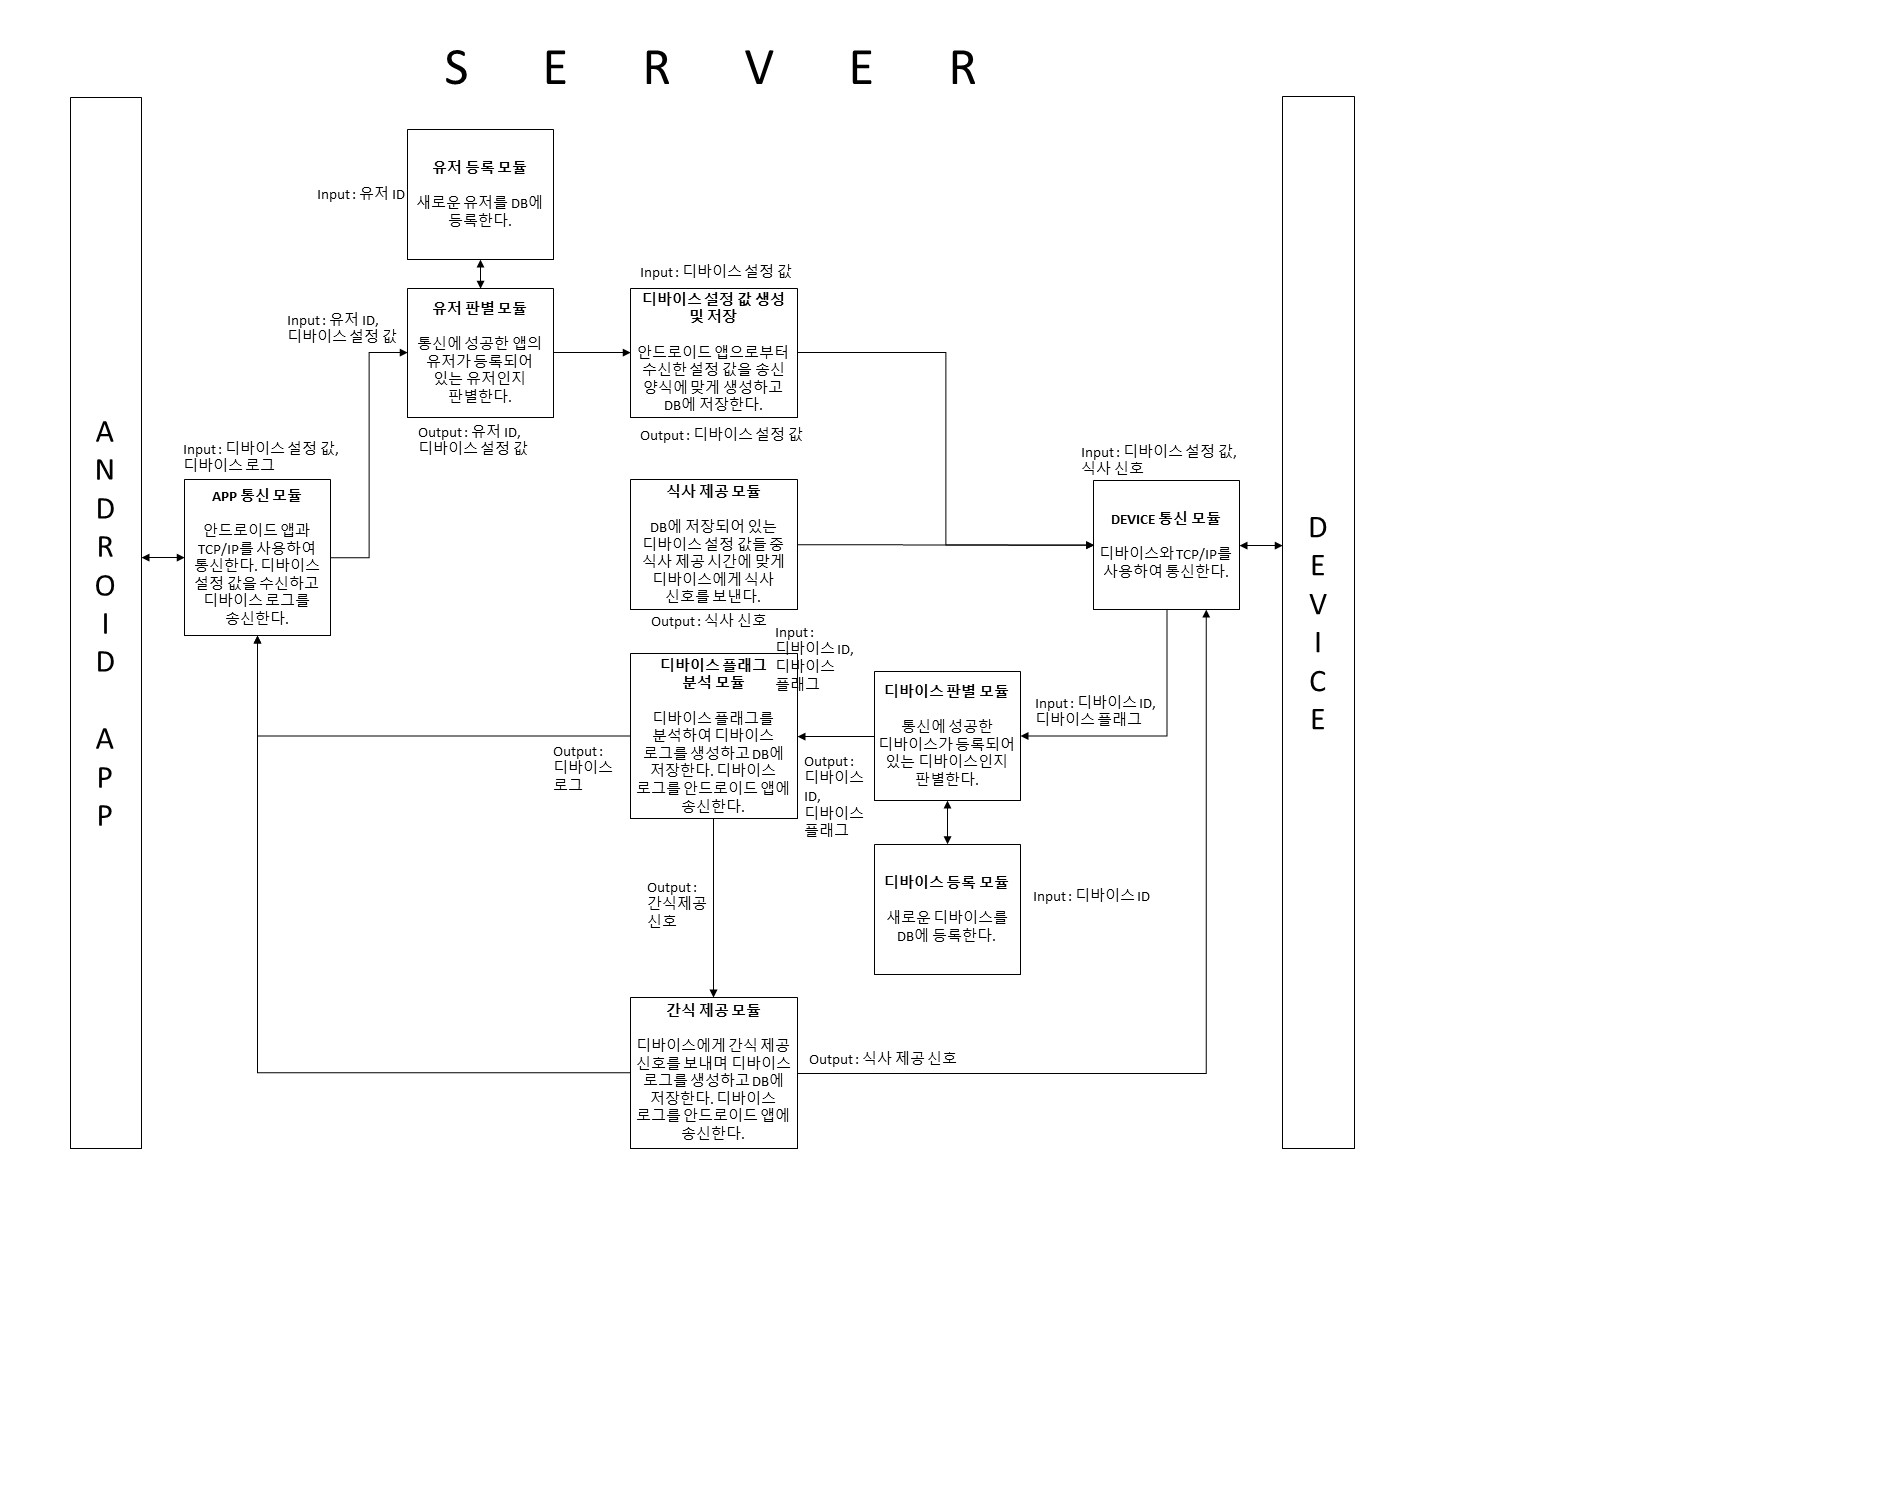 S E R V E R
유저 등록 모듈
새로운 유저를 DB에
등록한다.
Input : 유저 ID
유저 판별 모듈
통신에 성공한 앱의
유저가 등록되어
있는 유저인지
판별한다.
Input : 유저 ID,
디바이스 설정 값
Output : 유저 ID,
디바이스 설정 값
Input : 디바이스 설정 값
디바이스 설정 값 생성
및 저장
안드로이드 앱으로부터
수신한 설정 값을 송신
양식에 맞게 생성하고
DB에 저장한다.
Output : 디바이스 설정 값
A
N
D
R
O
I
D
A
P
P
Input : 디바이스 설정 값,
디바이스 로그
APP 통신 모듈
안드로이드 앱과
TCP/IP를 사용하여
통신한다. 디바이스
설정 값을 수신하고
디바이스 로그를
송신한다.
식사 제공 모듈
DB에 저장되어 있는
디바이스 설정 값들 중
식사 제공 시간에 맞게
디바이스에게 식사
신호를 보낸다.
Output : 식사 신호
Input : 디바이스 설정 값,
식사 신호
DEVICE 통신 모듈
디바이스와 TCP/IP를
사용하여 통신한다.
D
E
V
I
C
E
Input :
디바이스 ID,
디바이스
플래그
디바이스 플래그
분석 모듈
디바이스 플래그를
분석하여 디바이스
로그를 생성하고 DB에
저장한다. 디바이스
로그를 안드로이드 앱에
송신한다.
Output :
디바이스
로그
디바이스 판별 모듈
통신에 성공한
디바이스가 등록되어
있는 디바이스인지
판별한다.
Input : 디바이스 ID,
디바이스 플래그
Output :
디바이스
ID,
디바이스
플래그
디바이스 등록 모듈
새로운 디바이스를
DB에 등록한다.
Input : 디바이스 ID
Output :
간식제공
신호
간식 제공 모듈
디바이스에게 간식 제공
신호를 보내며 디바이스
로그를 생성하고 DB에
저장한다. 디바이스
로그를 안드로이드 앱에
송신한다.
Output : 식사 제공 신호